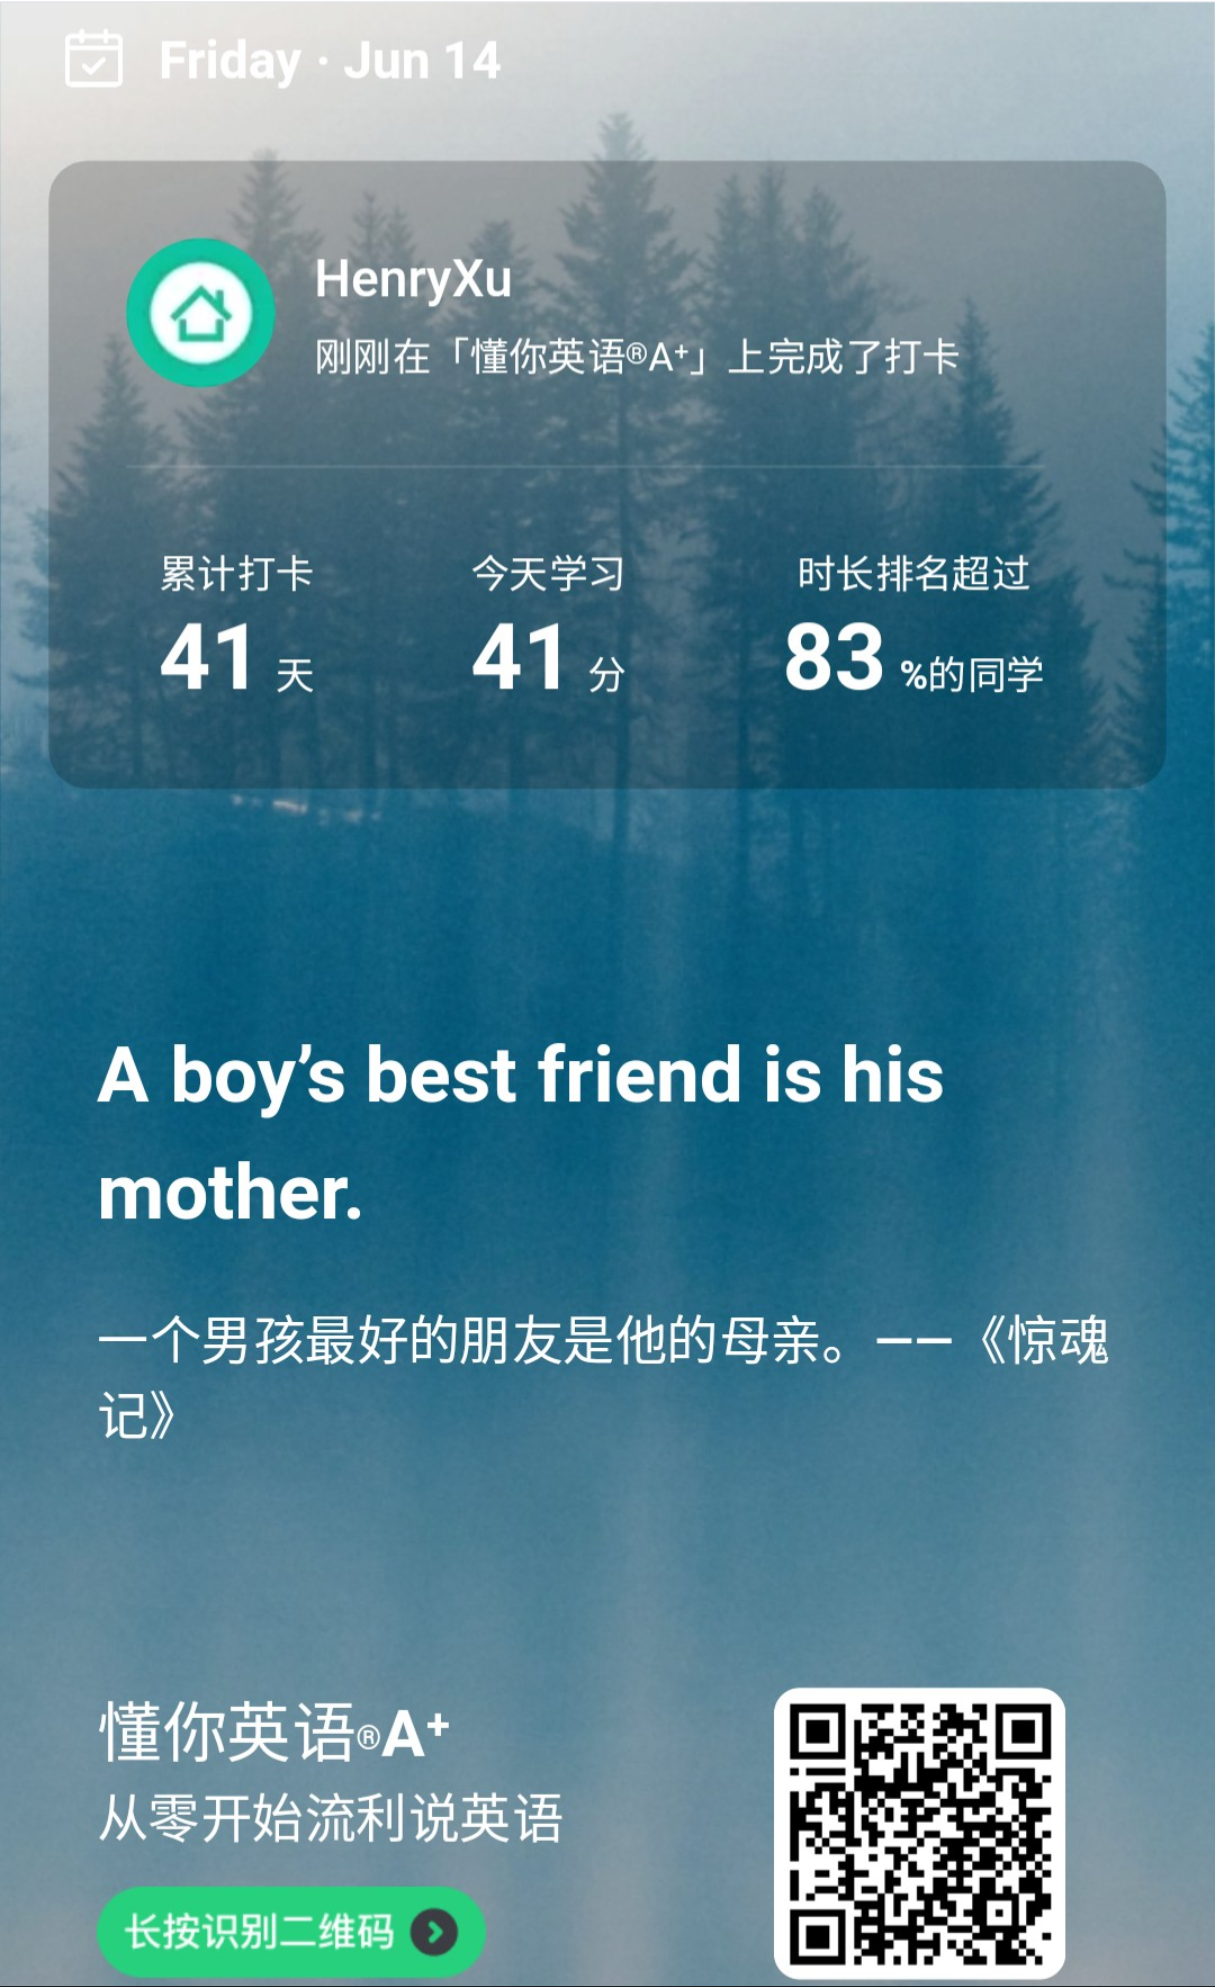 Friday · Jun 14
HenryXu
刚刚在「懂你英语®A⁺」上完成了打卡
累计打卡 今天学习 时长排名超过
41 天 41 分 83 %的同学
A boy’s best friend is his
mother.
一个男孩最好的朋友是他的母亲。——《惊魂
记》
懂你英语®A⁺
从零开始流利说英语
长按识别二维码